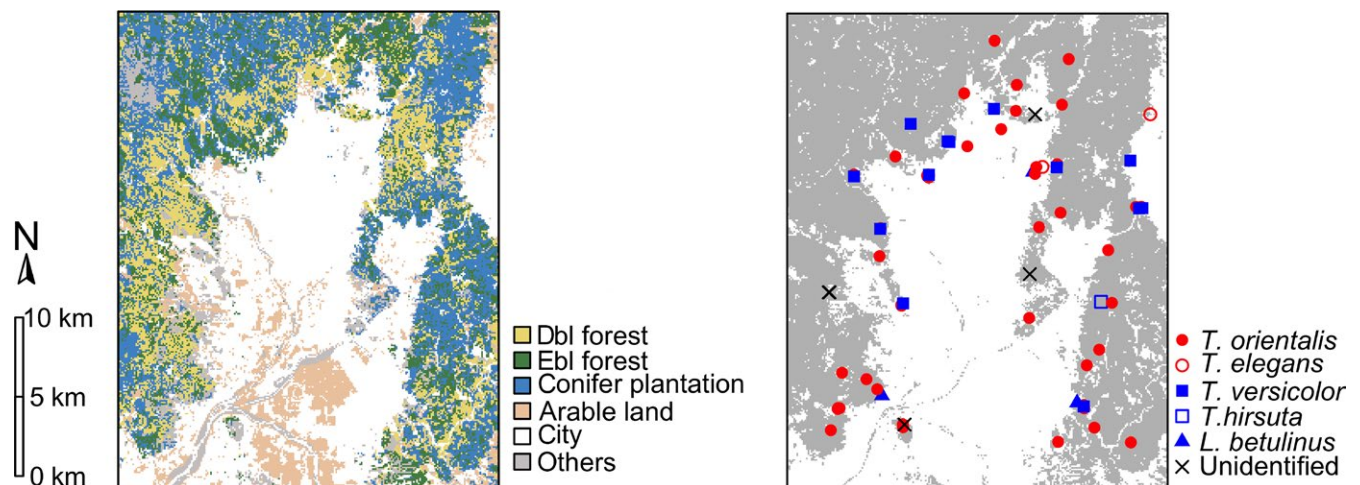 N
10 km
5 km
0 km
Dbl forest
Ebl forest
Conifer plantation
Arable land
City
Others
T. orientalis
T. elegans
T. versicolor
T.hirsuta
L. betulinus
Unidentified